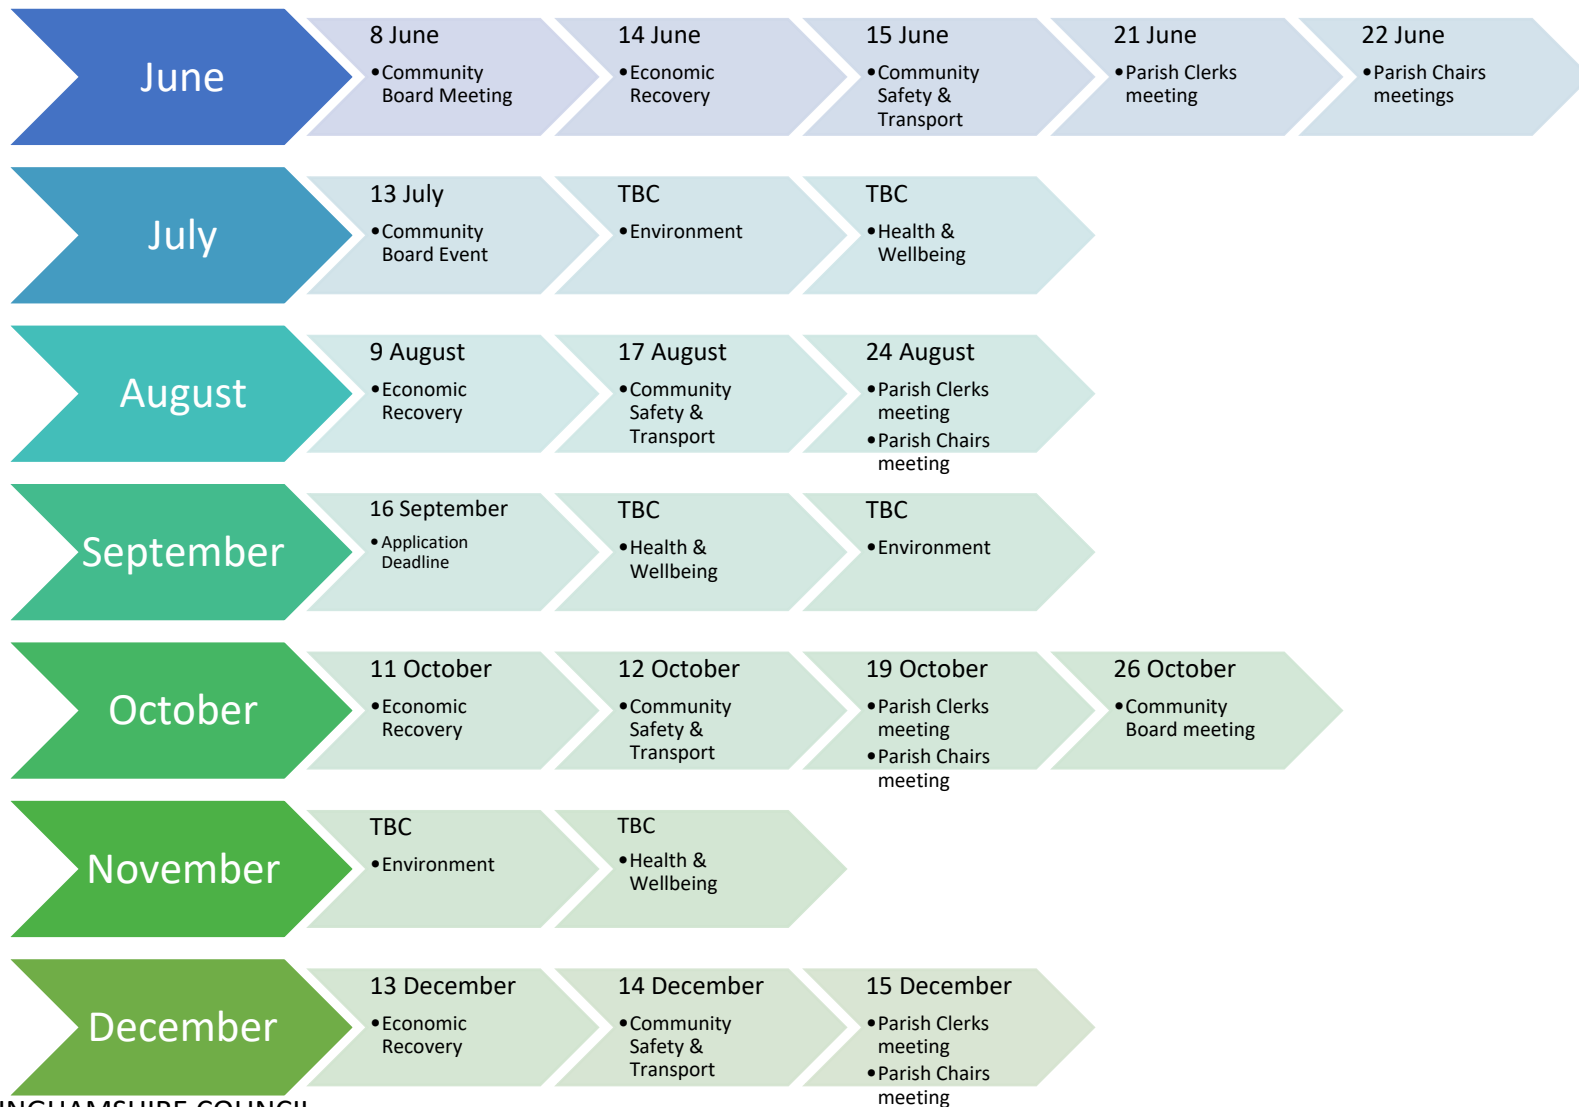 June
8 June
•Community
Board Meeting
14 June
•Economic
Recovery
15 June
•Community
Safety &
Transport
21 June
•Parish Clerks
meeting
22 June
•Parish Chairs
meetings
July
13 July
•Community
Board Event
TBC
•Environment
TBC
•Health &
Wellbeing
August
9 August
•Economic
Recovery
17 August
•Community
Safety &
Transport
24 August
•Parish Clerks
meeting
•Parish Chairs
meeting
September
16 September
• Application
Deadline
TBC
•Health &
Wellbeing
TBC
•Environment
October
11 October
•Economic
Recovery
12 October
•Community
Safety &
Transport
19 October
•Parish Clerks
meeting
•Parish Chairs
meeting
26 October
•Community
Board meeting
November
TBC
•Environment
TBC
•Health &
Wellbeing
December
13 December
•Economic
Recovery
14 December
•Community
Safety &
Transport
15 December
•Parish Clerks
meeting
•Parish Chairs
meeting
INGHAMSHIRE COUNCIL